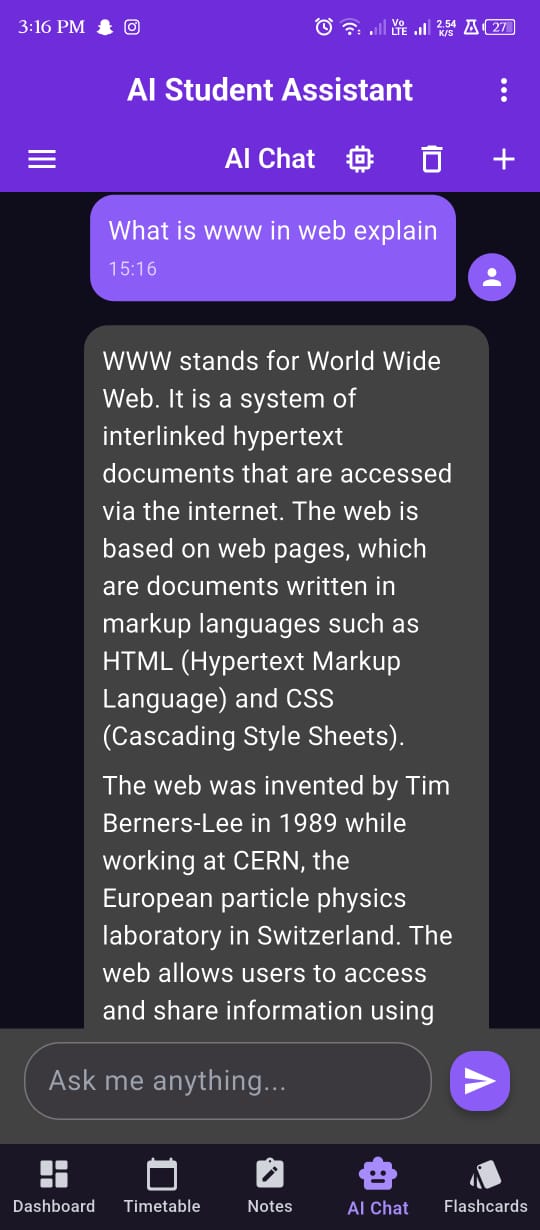 3:16 PM
Vo LTE
2.54 K/S
27
AI Student Assistant
AI Chat
What is www in web explain
15:16
WWW stands for World Wide
Web. It is a system of
interlinked hypertext
documents that are accessed
via the internet. The web is
based on web pages, which
are documents written in
markup languages such as
HTML (Hypertext Markup
Language) and CSS
(Cascading Style Sheets).
The web was invented by Tim
Berners-Lee in 1989 while
working at CERN, the
European particle physics
laboratory in Switzerland. The
web allows users to access
and share information using
Ask me anything...
Dashboard
Timetable
Notes
AI Chat
Flashcards